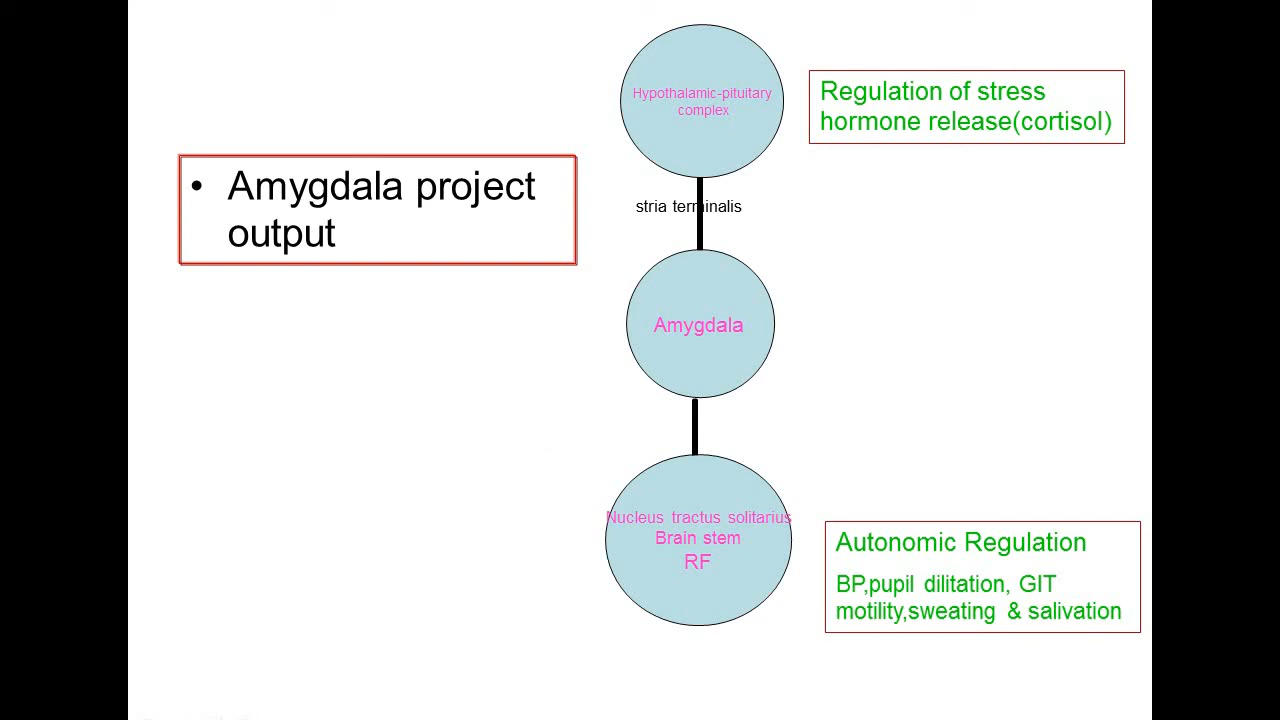 Hypothalamic-pituitary
complex
Regulation of stress
hormone release(cortisol)
• Amygdala project
output
stria terminalis
Amygdala
Nucleus tractus solitarius
Brain stem
RF
Autonomic Regulation
BP,pupil dilitation, GIT
motility,sweating & salivation